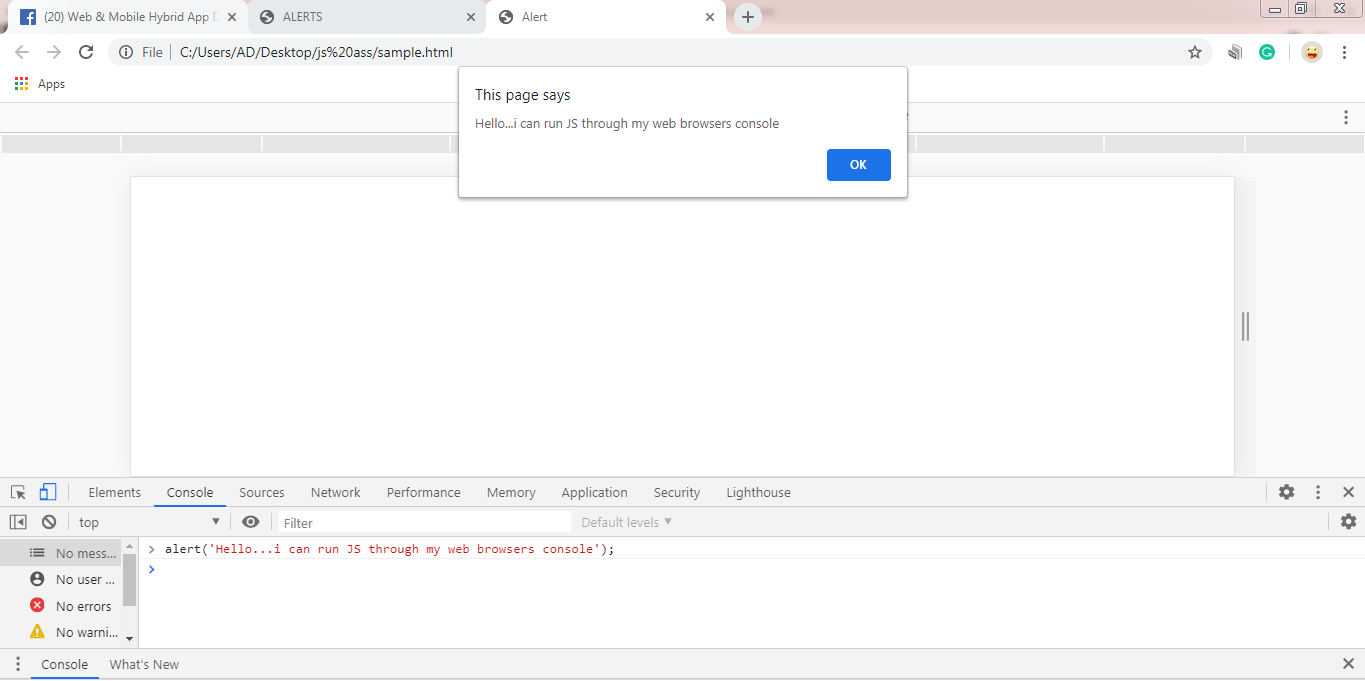 (20) Web & Mobile Hybrid App D
ALERTS
Alert
File
C:/Users/AD/Desktop/js%20ass/sample.html
Apps
This page says
Hello...i can run JS through my web browsers console
OK
Elements
Console
Sources
Network
Performance
Memory
Application
Security
Lighthouse
top
Filter
Default levels
No mess...
alert('Hello...i can run JS through my web browsers console');
No user ...
No errors
No warni...
Console
What's New